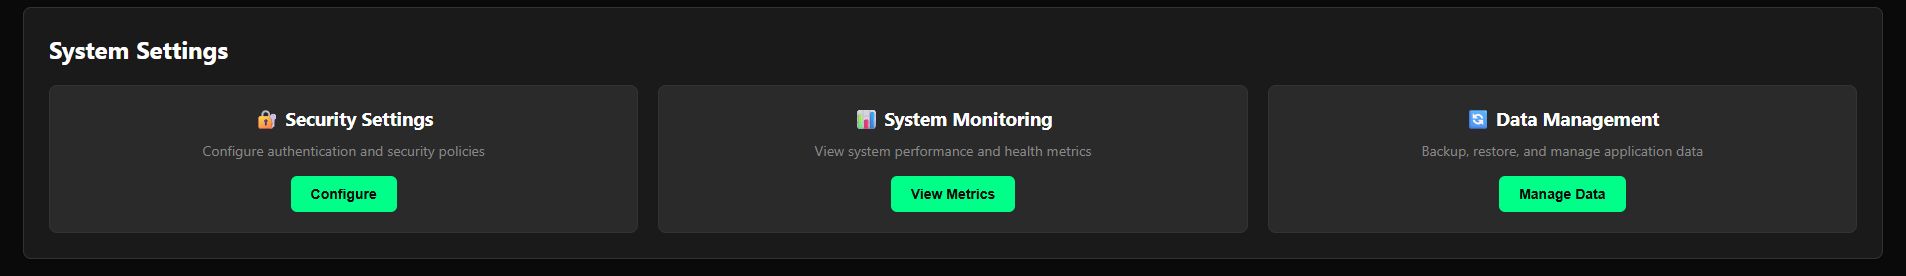 System Settings
Security Settings
Configure authentication and security policies
Configure
System Monitoring
View system performance and health metrics
View Metrics
Data Management
Backup, restore, and manage application data
Manage Data